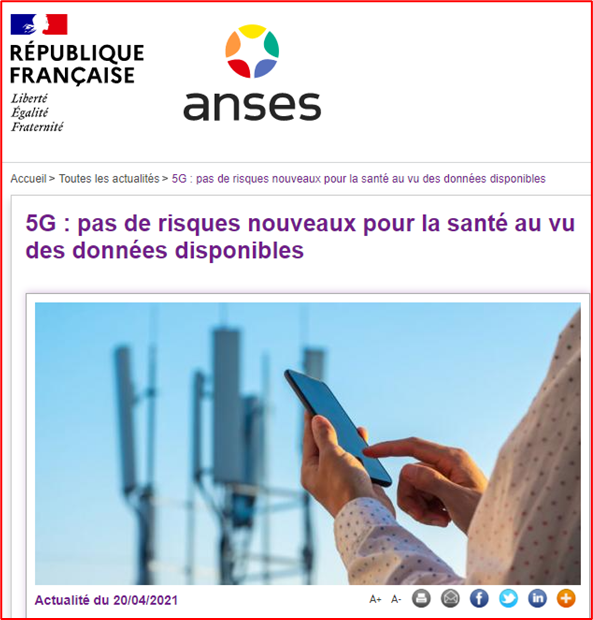 RÉPUBLIQUE
FRANÇAISE
Liberté
Égalité
Fraternité
anses
Accueil > Toutes les actualités > 5G : pas de risques nouveaux pour la santé au vu des données disponibles
5G : pas de risques nouveaux pour la santé au vu
des données disponibles
Actualité du 20/04/2021 A+ A-